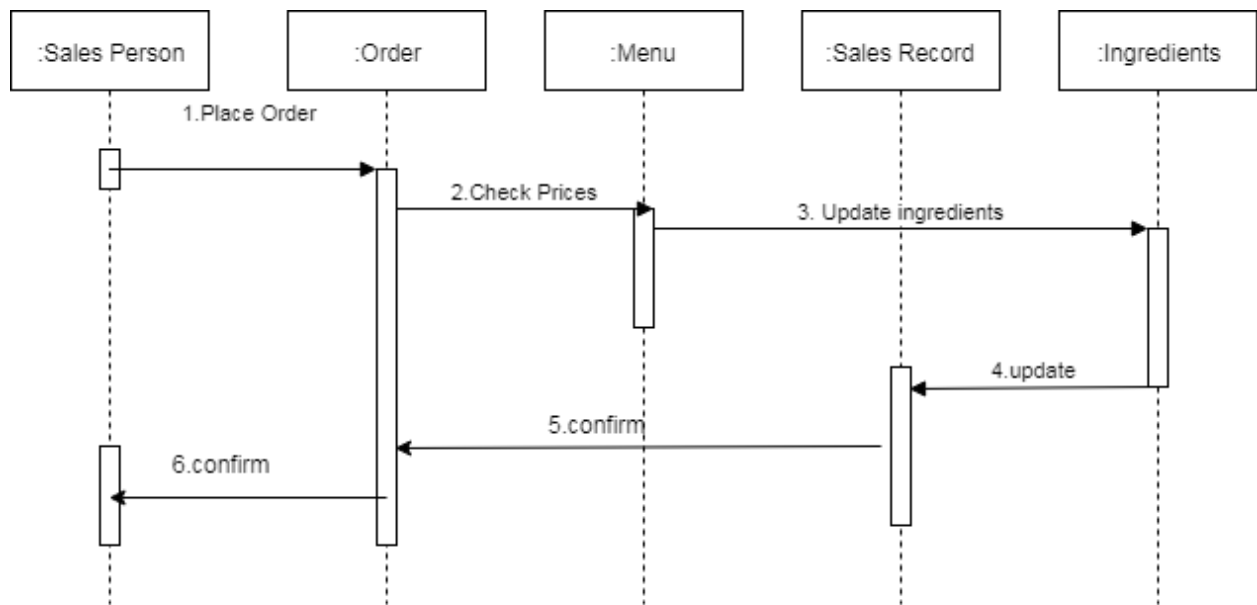 :Sales Person
:Order
:Menu
:Sales Record
:Ingredients
1.Place Order
2.Check Prices
3. Update ingredients
4.update
5.confirm
6.confirm